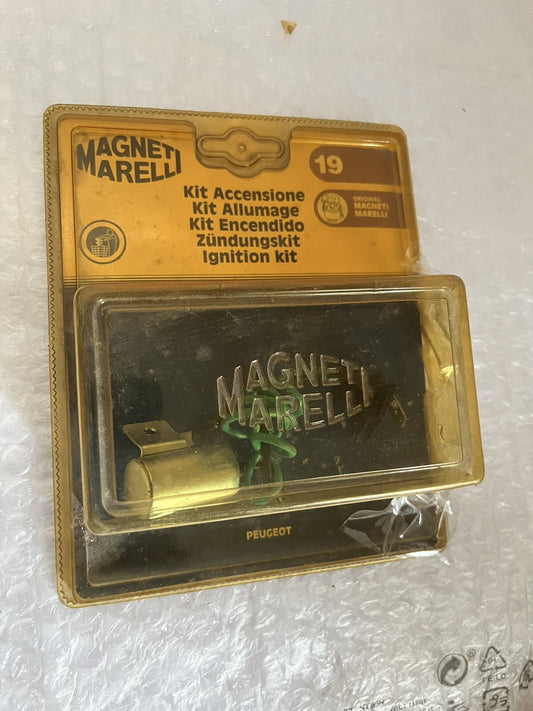 MAGNETI
MARELLI
19
Kit Accensione
Kit Allumage
Kit Encendido
Zündungskit
Ignition kit
ORIGINAL
MAGNETI
MARELLI
MAGNETI
MARELLI
PEUGEOT